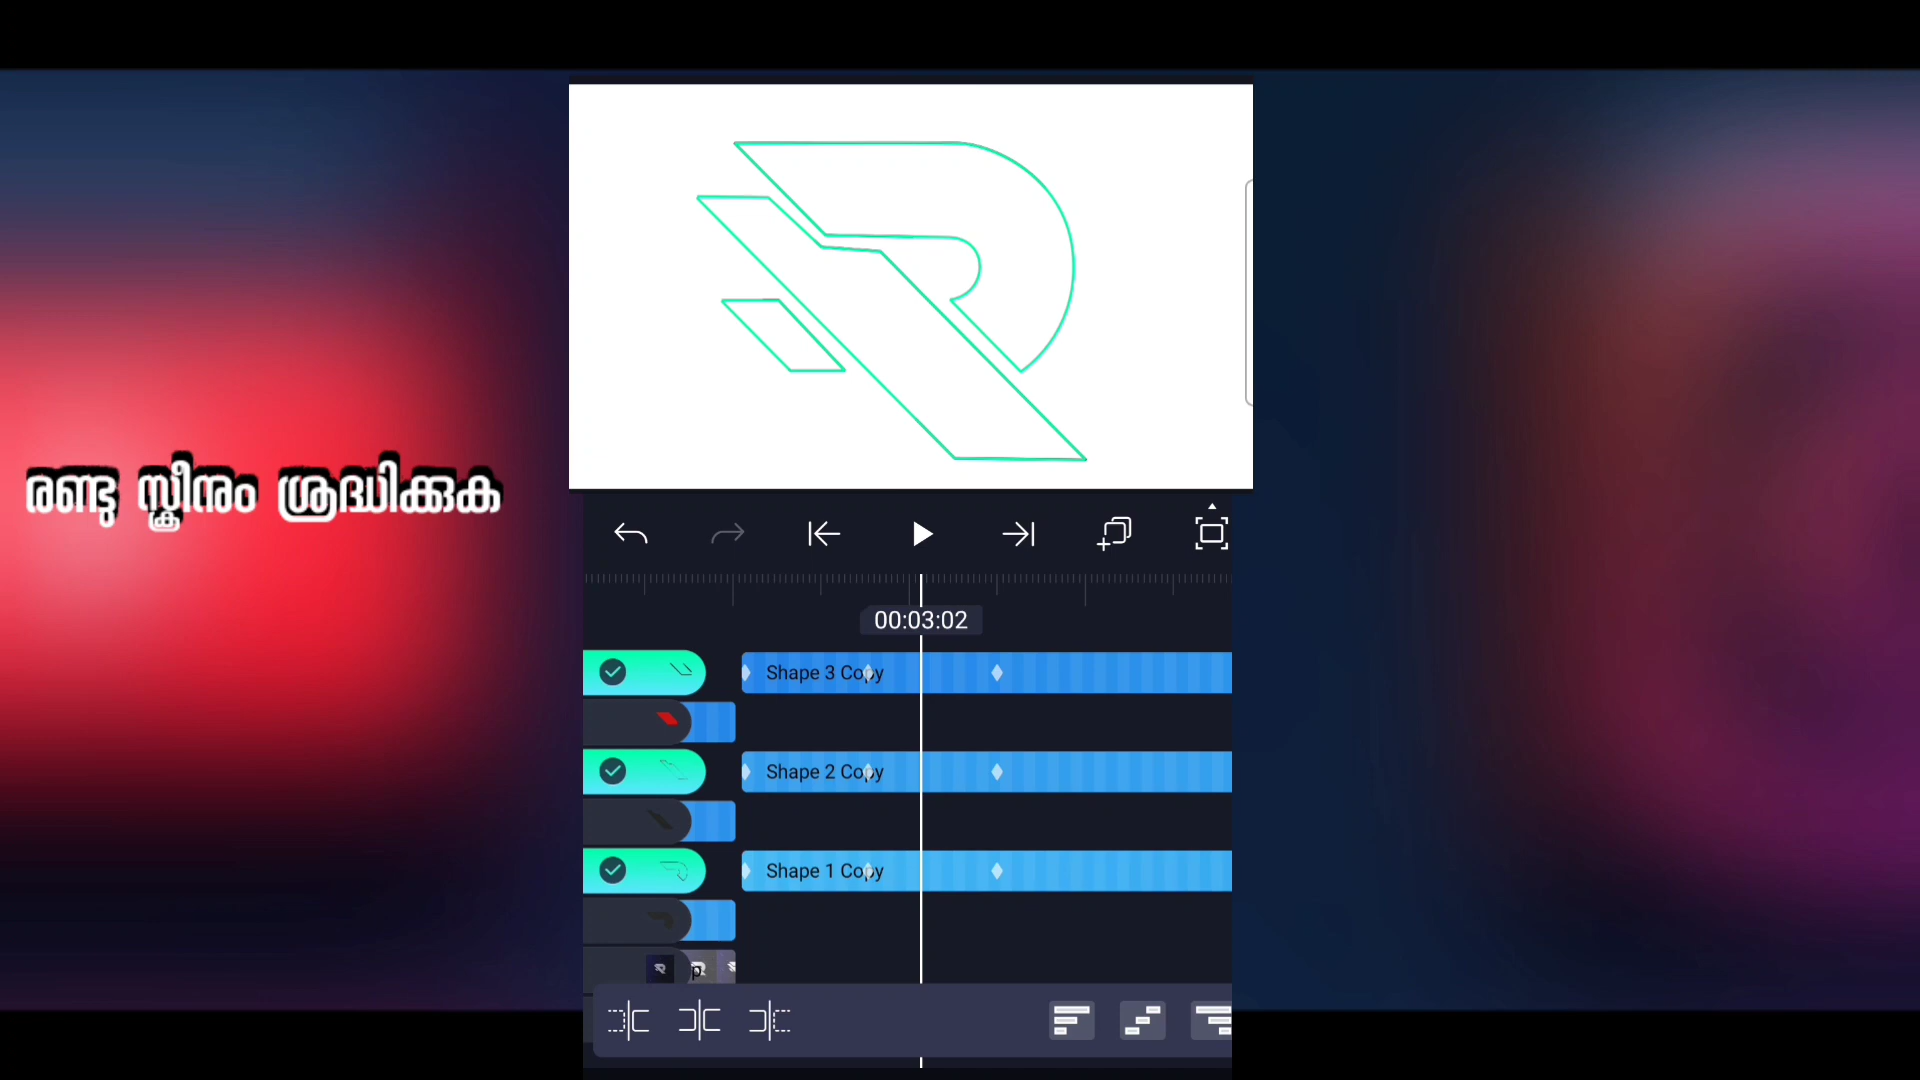 രണ്ടു സ്ക്രീനും ശ്രദ്ധിക്കുക
00:03:02
Shape 3 Copy
Shape 2 Copy
Shape 1 Copy